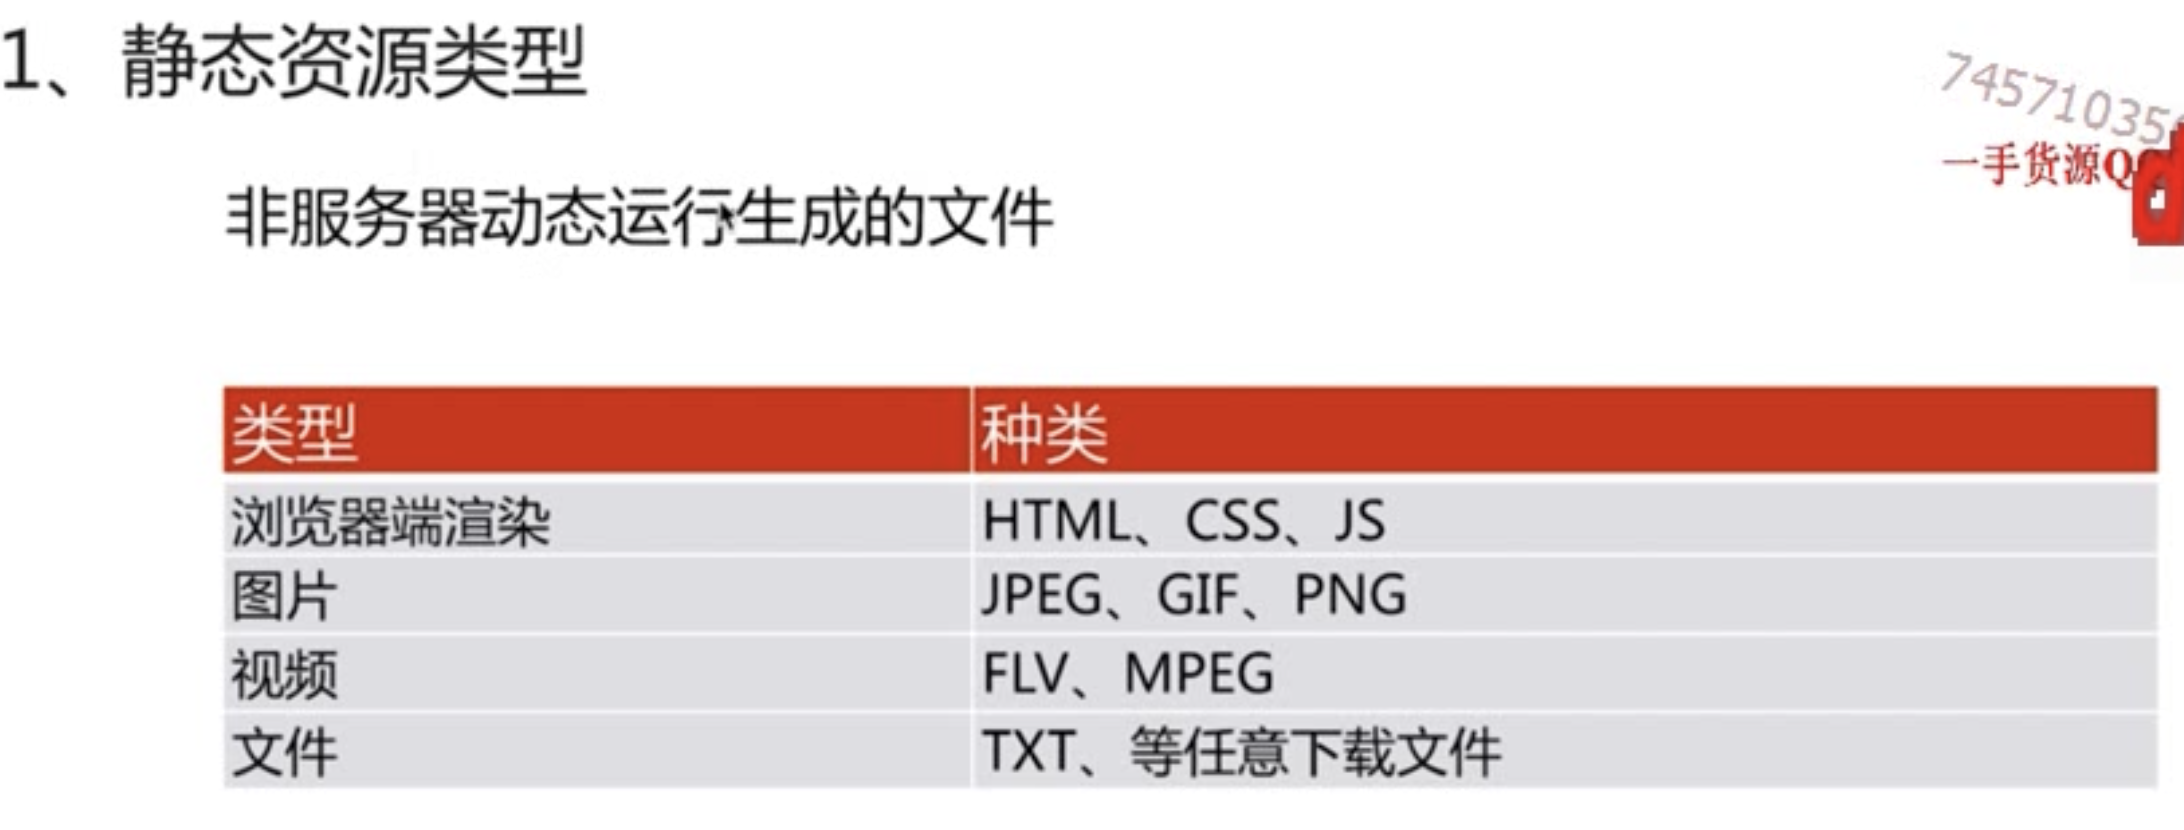 1、静态资源类型
74571035
一手货源Q
非服务器动态运行生成的文件
类型 种类
浏览器端渲染 HTML、CSS、JS
图片 JPEG、GIF、PNG
视频 FLV、MPEG
文件 TXT、等任意下载文件